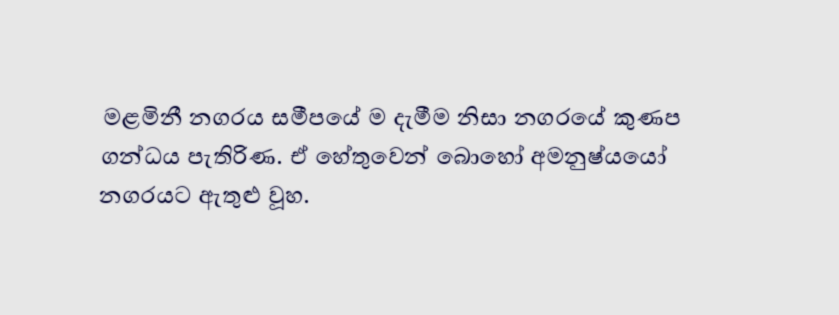 මළමිනී නගරය සමීපයේ ම දැමීම නිසා නගරයේ කුණප
ගන්ධය පැතිරිණ. ඒ හේතුවෙන් බොහෝ අමනුෂ්යයෝ
නගරයට ඇතුළු වූහ.